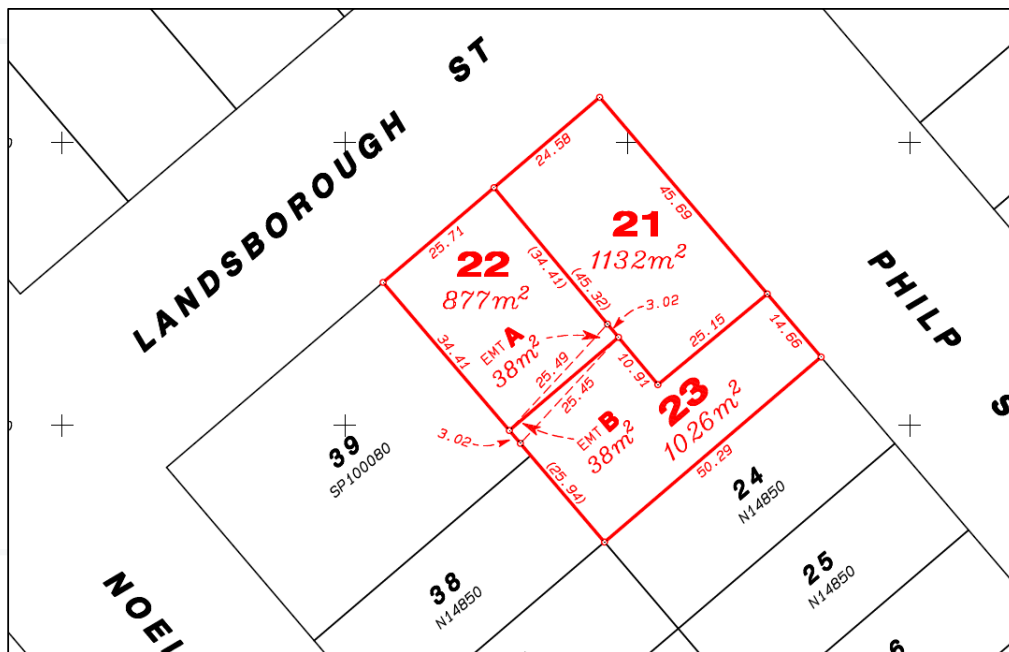 LANDSBOROUGH ST
24.58
45.69
25.71
21
1132m²
22
877m²
(34.41)
(45.32)
3.02
34.41
EMT A
38m²
25.49
25.45
10.91
25.15
14.66
PHILP S
23
1026m²
EMT B
38m²
3.02
(25.94)
50.29
39
SP100080
24
N14850
38
N14850
25
N14850
NOEL
6